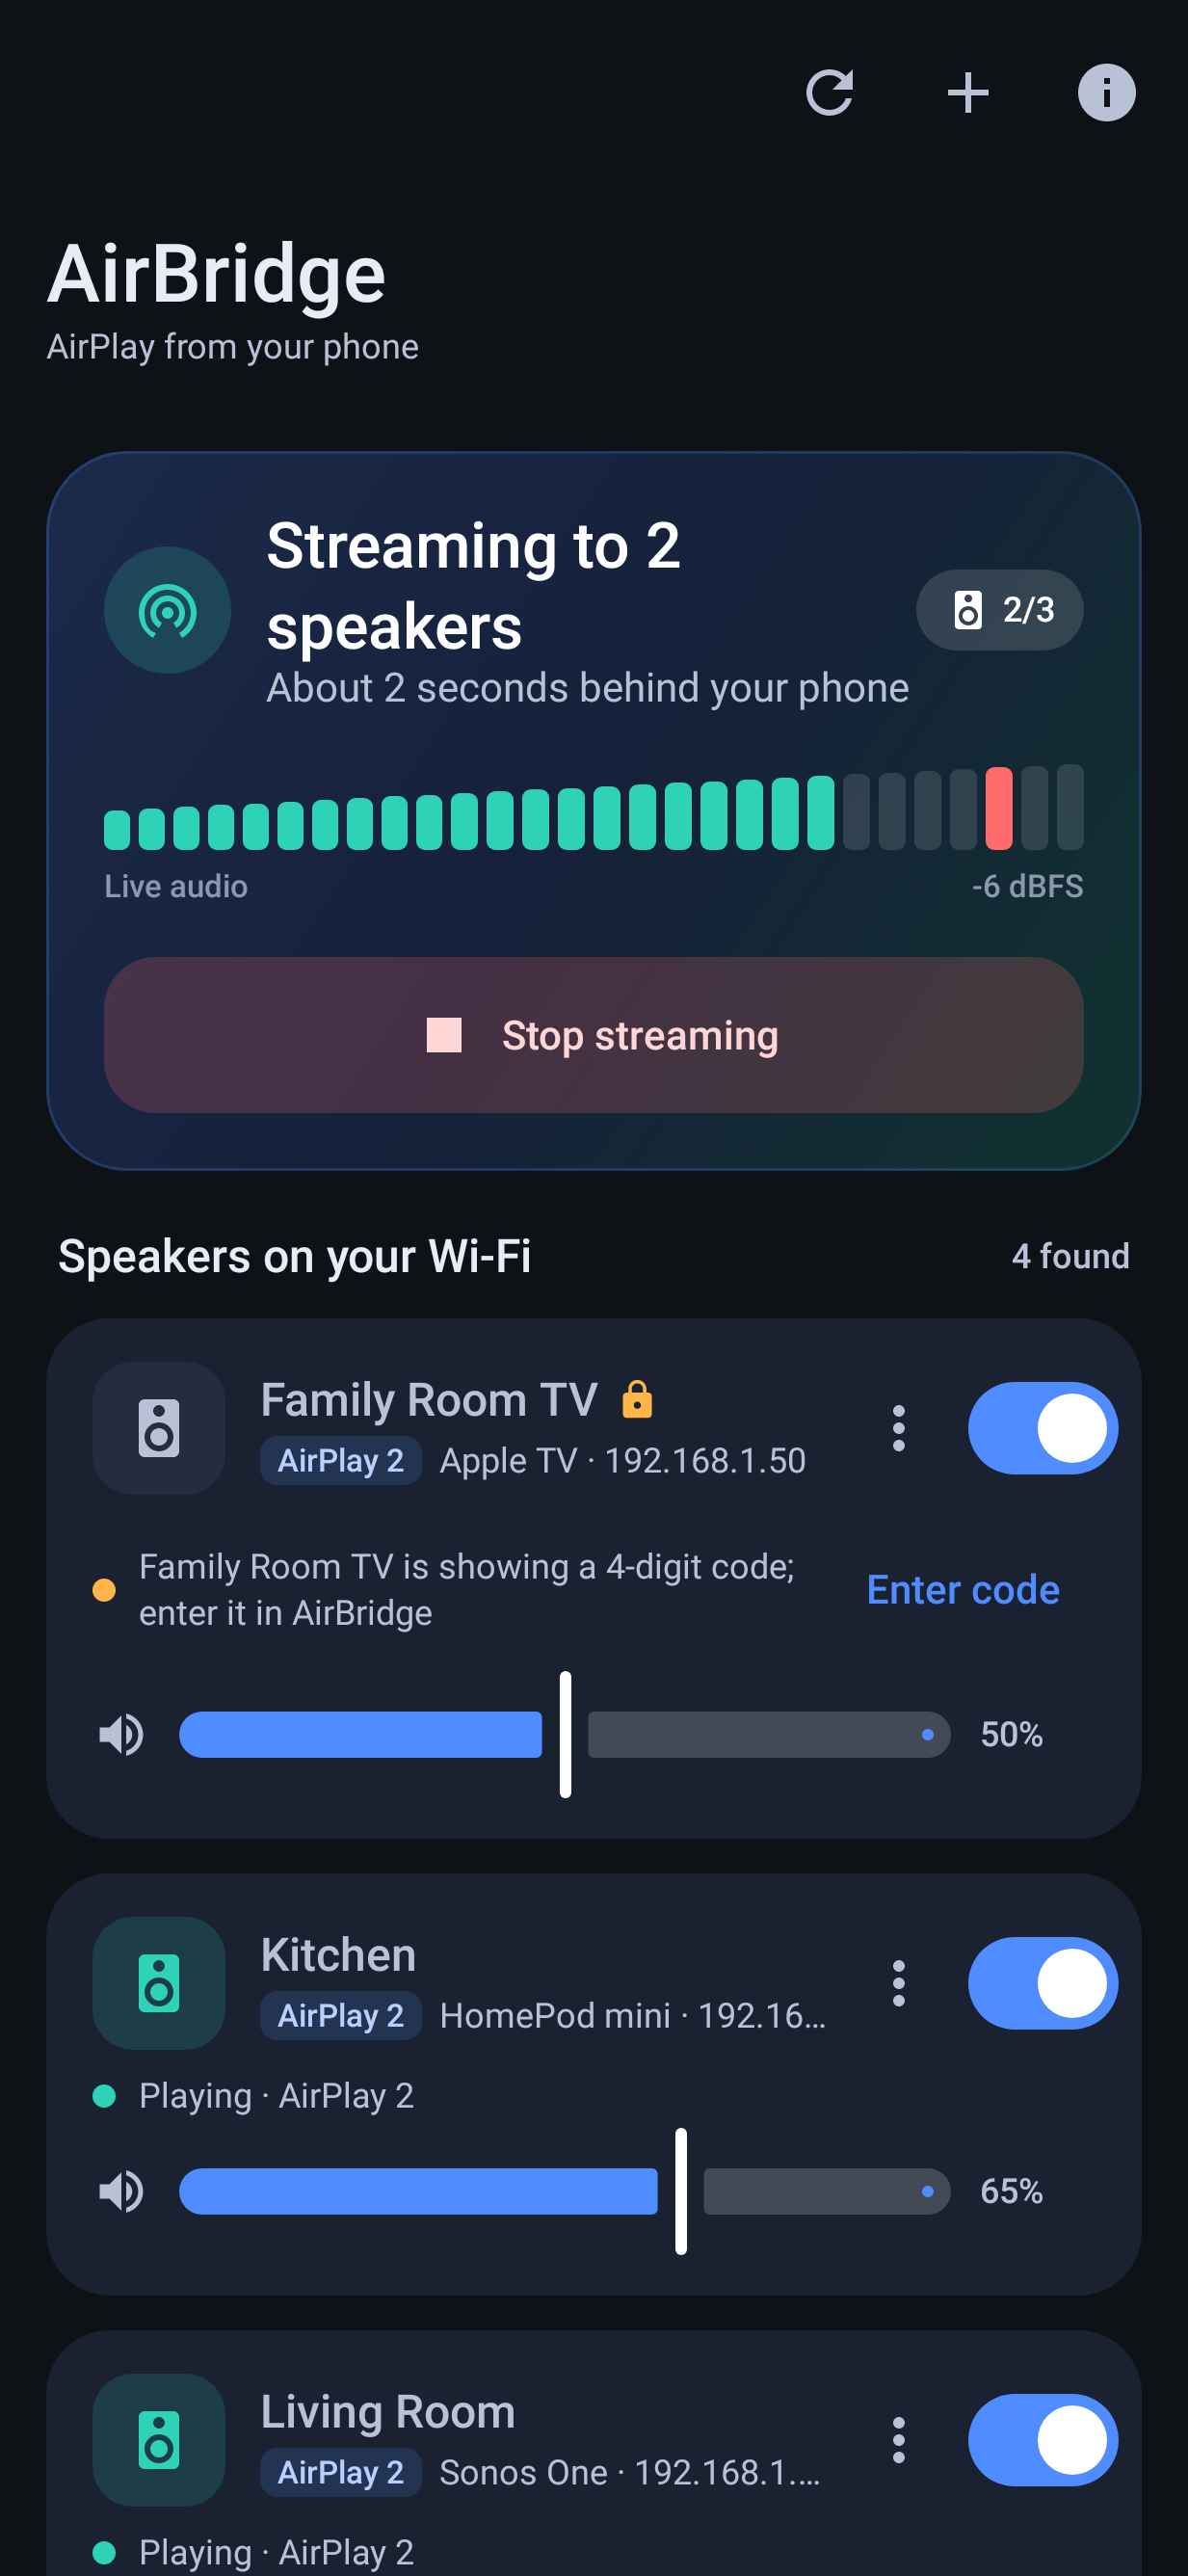 AirBridge
AirPlay from your phone
Streaming to 2
speakers
About 2 seconds behind your phone
2/3
Live audio
-6 dBFS
Stop streaming
Speakers on your Wi-Fi
4 found
Family Room TV
AirPlay 2
Apple TV · 192.168.1.50
Family Room TV is showing a 4-digit code;
enter it in AirBridge
Enter code
50%
Kitchen
AirPlay 2
HomePod mini · 192.16...
Playing · AirPlay 2
65%
Living Room
AirPlay 2
Sonos One · 192.168.1....
Playing · AirPlay 2